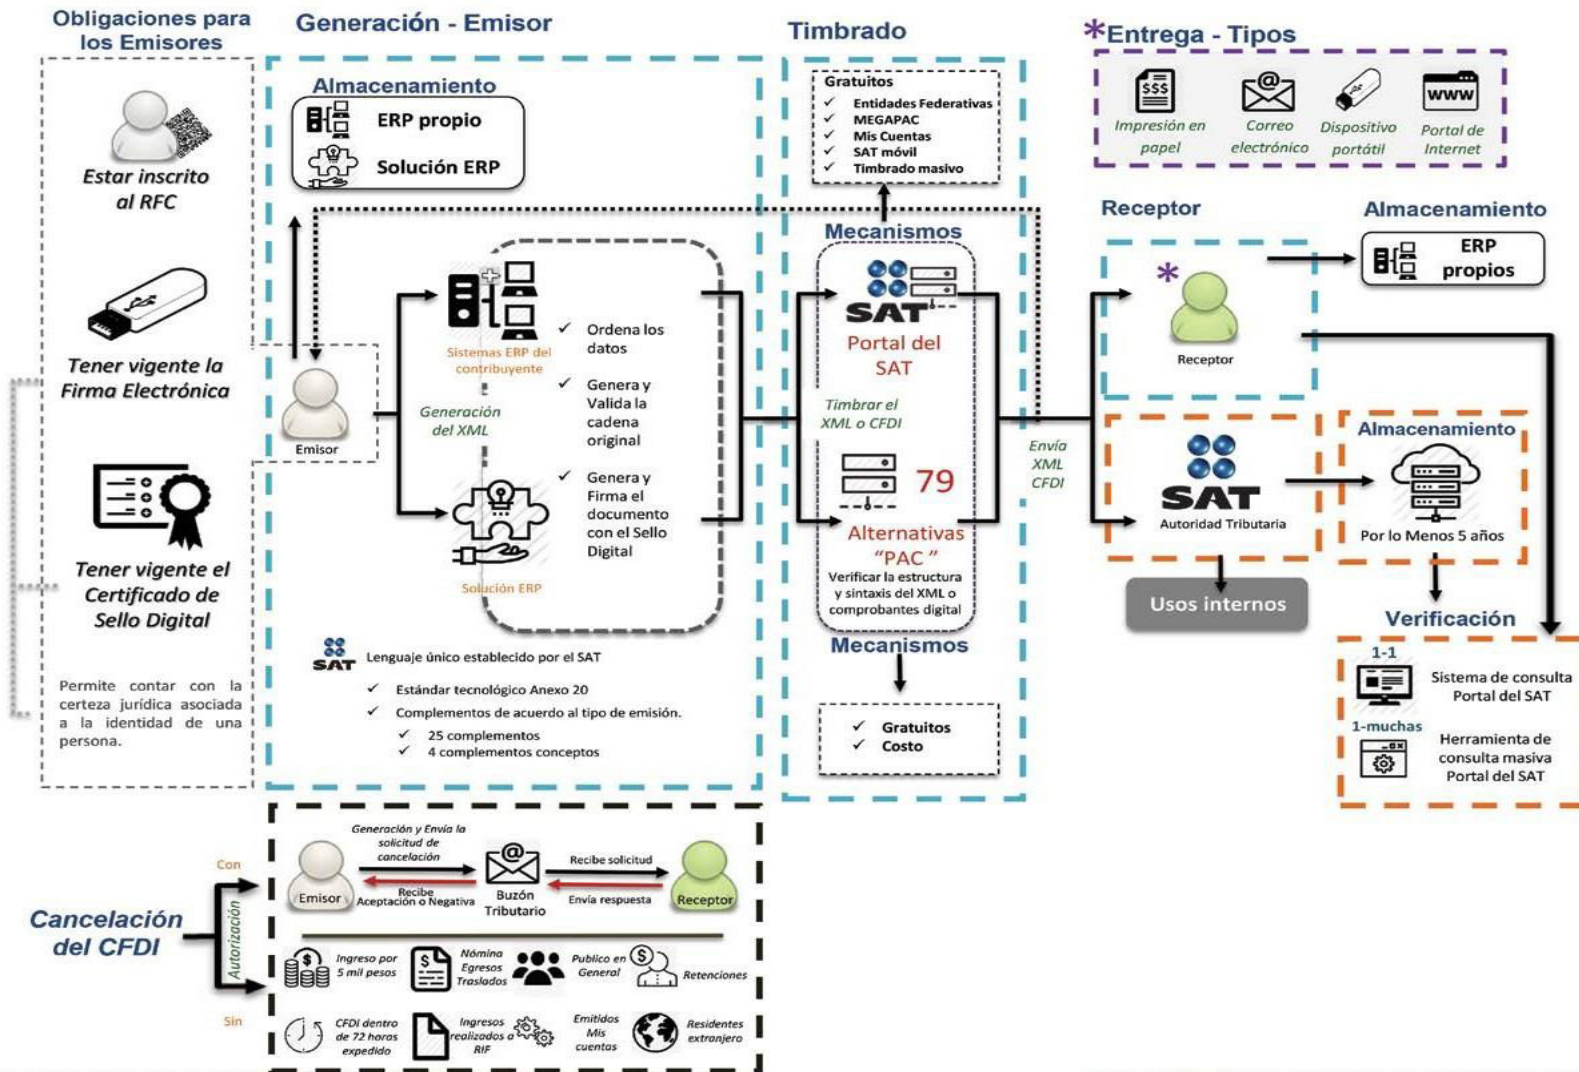 Obligaciones para
los Emisores
Estar inscrito
al RFC
Tener vigente la
Firma Electrónica
Tener vigente el
Certificado de
Sello Digital
Permite contar con la
certeza jurídica asociada
a la identidad de una
persona.
Generación - Emisor
Almacenamiento
ERP propio
Solución ERP
Emisor
Generación
del XML
Sistemas ERP del
contribuyente
Solución ERP
✓ Ordena los
datos
✓ Genera y
Valida la
cadena
original
✓ Genera y
Firma el
documento
con el Sello
Digital
SAT
Lenguaje único establecido por el SAT
✓ Estándar tecnológico Anexo 20
✓ Complementos de acuerdo al tipo de emisión.
✓ 25 complementos
✓ 4 complementos conceptos
Timbrado
Gratuitos
✓ Entidades Federativas
✓ MEGAPAC
✓ Mis Cuentas
✓ SAT móvil
✓ Timbrado masivo
Mecanismos
SAT
Portal del
SAT
Timbrar el
XML o CFDI
79
Alternativas
“PAC ”
Verificar la estructura
y sintaxis del XML o
comprobantes digital
Mecanismos
✓ Gratuitos
✓ Costo
Envía
XML
CFDI
*Entrega - Tipos
$$$
Impresión en
papel
@
Correo
electrónico
Dispositivo
portátil
WWW
Portal de
Internet
Receptor
*
Receptor
Almacenamiento
ERP
propios
SAT
Autoridad Tributaria
Usos internos
Almacenamiento
Por lo Menos 5 años
Verificación
1-1
Sistema de consulta
Portal del SAT
1-muchas
Herramienta de
consulta masiva
Portal del SAT
Cancelación
del CFDI
Autorización
Con
Sin
Emisor
Generación y Envía la
solicitud de
cancelación
Recibe
Aceptación o Negativa
@
Buzón
Tributario
Recibe solicitud
Envía respuesta
Receptor
$
Ingreso por
5 mil pesos
$
Nómina
Egresos
Traslados
Publico en
General
$
Retenciones
CFDI dentro
de 72 horas
expedido
Ingresos
realizados a
RIF
Emitidos
Mis
cuentas
Residentes
extranjero